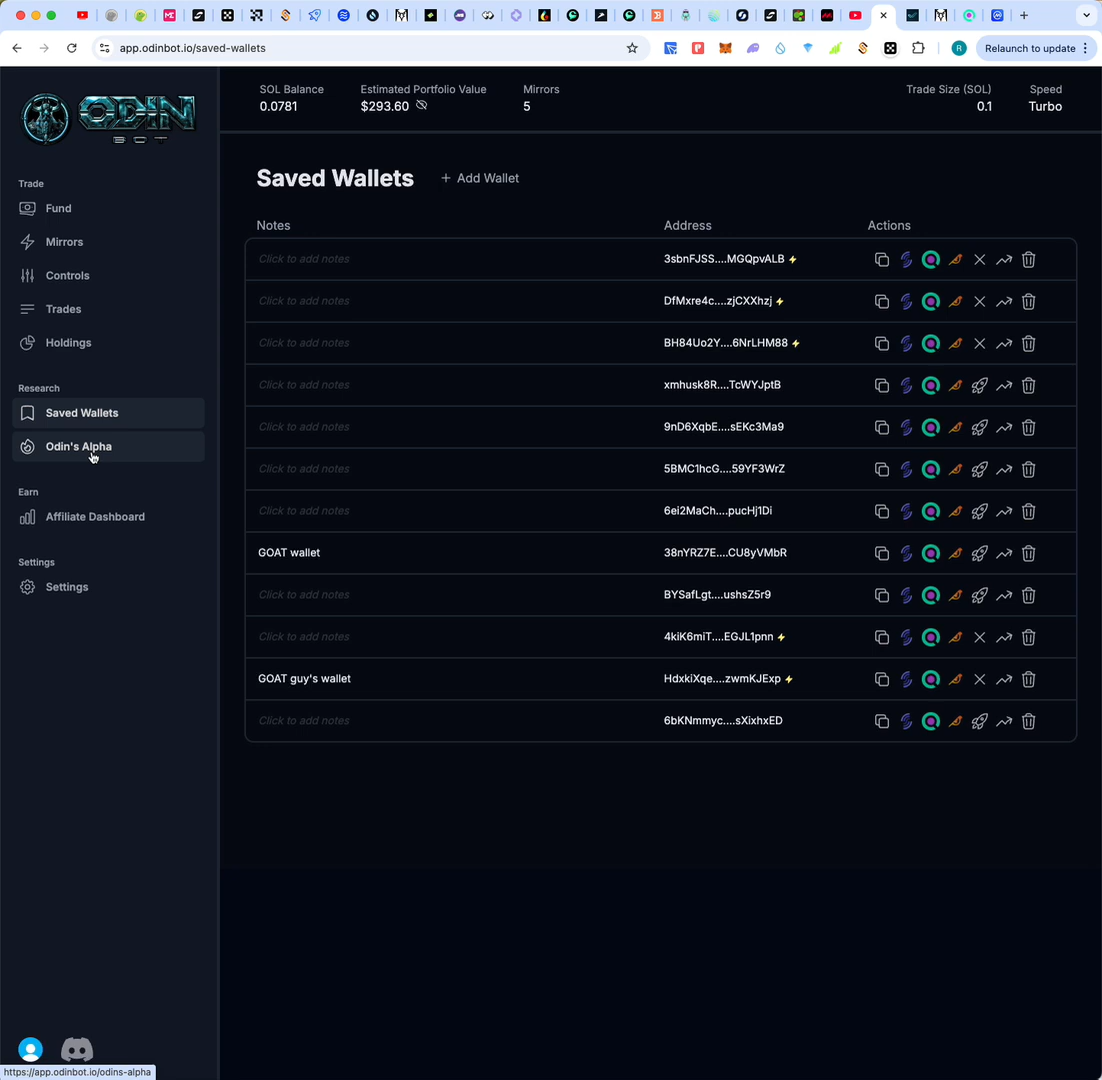 app.odinbot.io/saved-wallets
R
Relaunch to update
ODIN
BOT
SOL Balance
0.0781
Estimated Portfolio Value
$293.60
Mirrors
5
Trade Size (SOL)
0.1
Speed
Turbo
Trade
Fund
Mirrors
Controls
Trades
Holdings
Research
Saved Wallets
Odin's Alpha
Earn
Affiliate Dashboard
Settings
Settings
Saved Wallets
+ Add Wallet
Notes Address Actions
Click to add notes 3sbnFJSS....MGQpvALB
Click to add notes DfMxre4c....zjCXXhzj
Click to add notes BH84Uo2Y....6NrLHM88
Click to add notes xmhusk8R....TcWYJptB
Click to add notes 9nD6XqbE....sEKc3Ma9
Click to add notes 5BMC1hcG....59YF3WrZ
Click to add notes 6ei2MaCh....pucHj1Di
GOAT wallet 38nYRZ7E....CU8yVMbR
Click to add notes BYSafLgt....ushsZ5r9
Click to add notes 4kiK6miT....EGJL1pnn
GOAT guy's wallet HdxkiXqe....zwmKJExp
Click to add notes 6bKNmmyc....sXixhxED
https://app.odinbot.io/odins-alpha